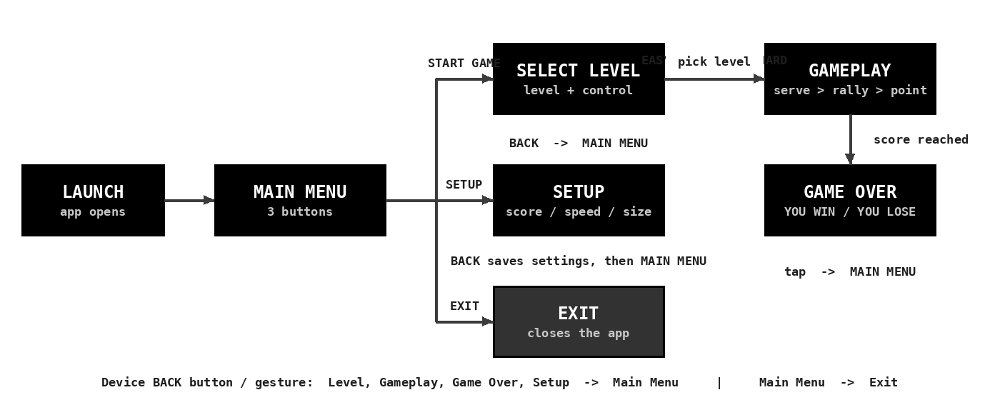 START GAME
SELECT LEVEL
level + control
pick level
GAMEPLAY
serve > rally > point
BACK -> MAIN MENU
score reached
LAUNCH
app opens
MAIN MENU
3 buttons
SETUP
SETUP
score / speed / size
GAME OVER
YOU WIN / YOU LOSE
BACK saves settings, then MAIN MENU
tap -> MAIN MENU
EXIT
EXIT
closes the app
Device BACK button / gesture: Level, Gameplay, Game Over, Setup -> Main Menu | Main Menu -> Exit